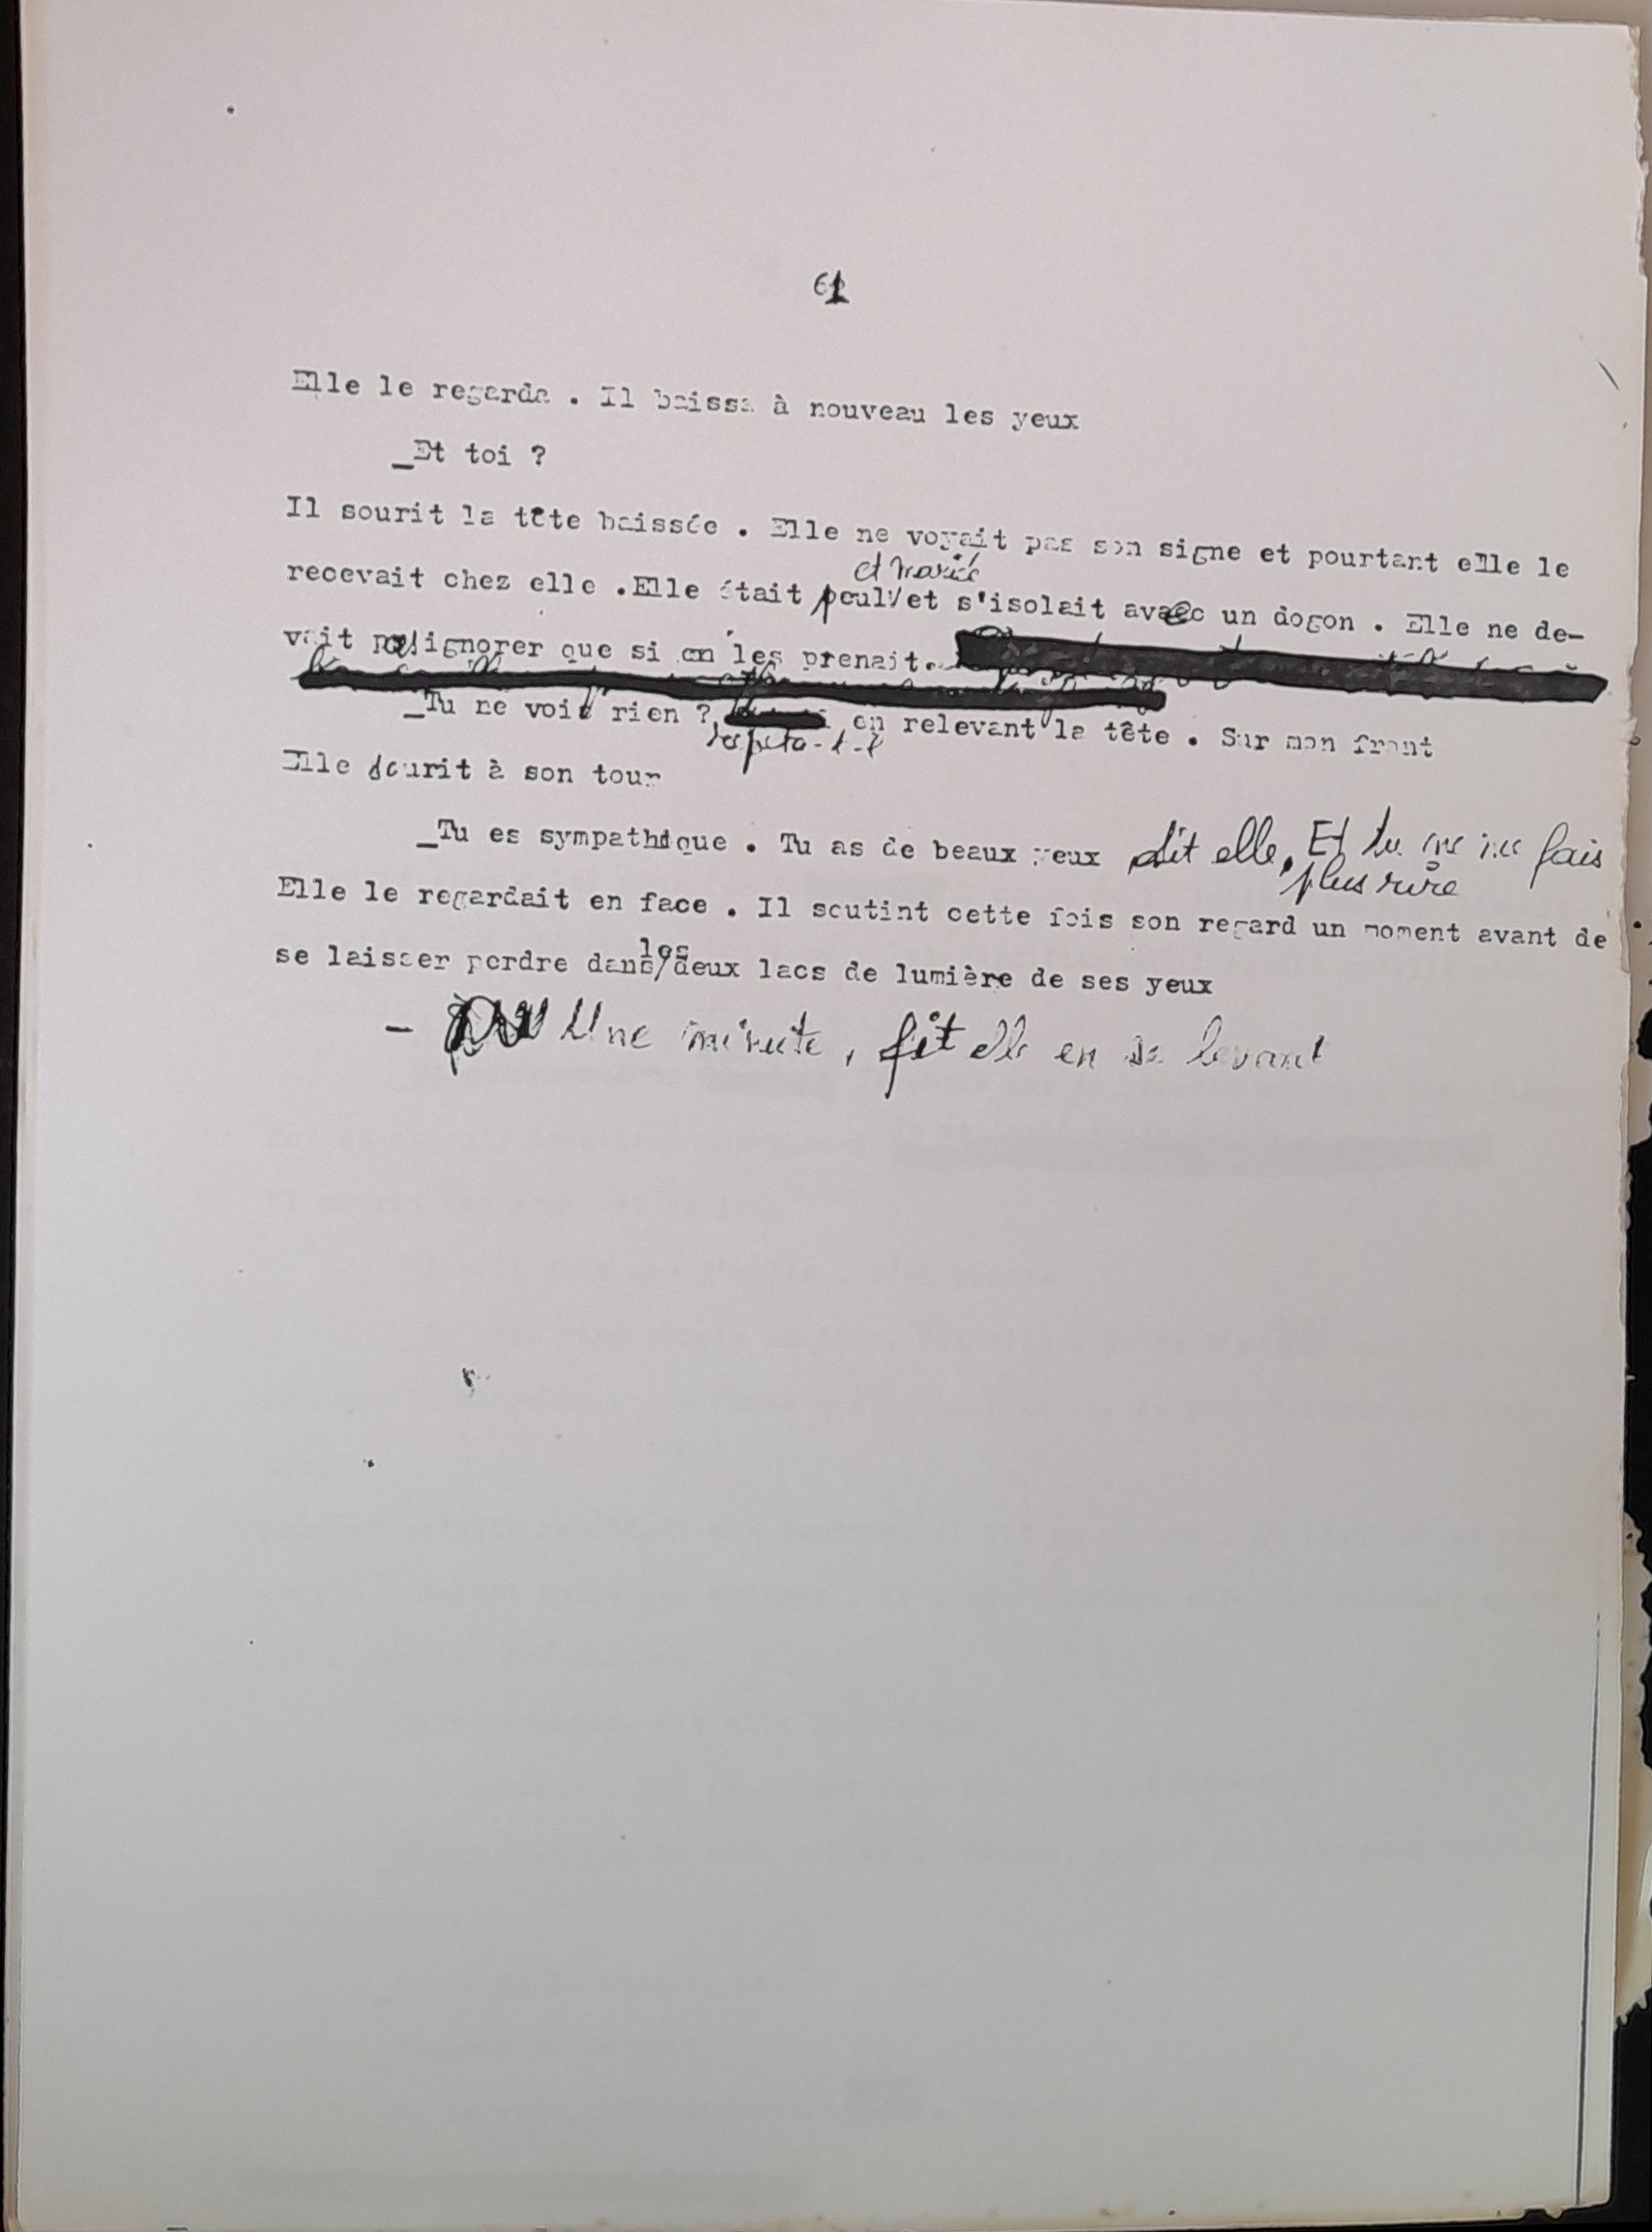 61
Elle le regarda . Il baissa à nouveau les yeux
_Et toi ?
Il sourit la tête baissée . Elle ne voyait pas son signe et pourtant elle le
et mariée
recevait chez elle .Elle était peul/et s'isolait avec un dogon . Elle ne de-
vait pas ignorer que si on les prenait.
_Tu ne vois rien ? en relevant la tête . Sur mon front
répéta-t-il
Elle sourit à son tour
_Tu es sympathique . Tu as de beaux yeux dit elle. Et tu ne me fais
plus rire
Elle le regardait en face . Il soutint cette fois son regard un moment avant de
les
se laisser perdre dans/deux lacs de lumière de ses yeux
- Une minute, fit elle en se levant